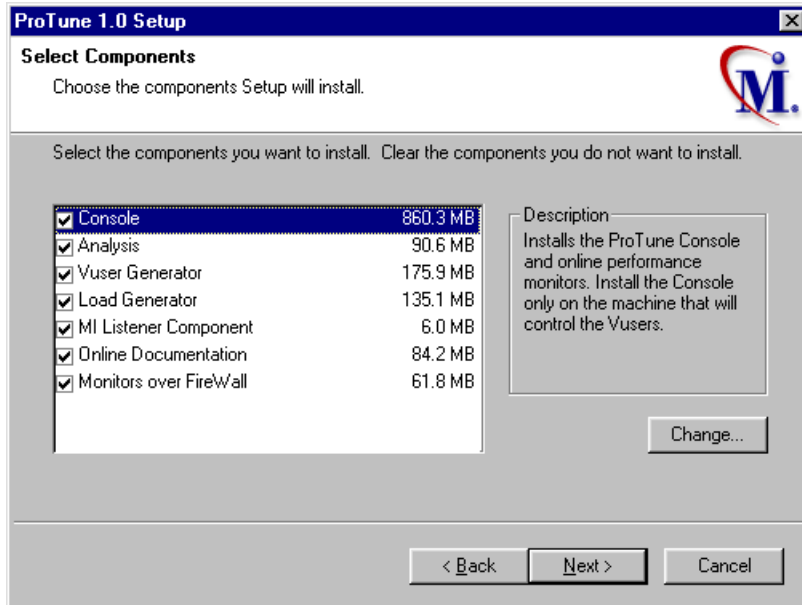 ProTune 1.0 Setup
Select Components
Choose the components Setup will install.
M.
Select the components you want to install. Clear the components you do not want to install.
Console 860.3 MB
Analysis 90.6 MB
Vuser Generator 175.9 MB
Load Generator 135.1 MB
MI Listener Component 6.0 MB
Online Documentation 84.2 MB
Monitors over FireWall 61.8 MB
Description
Installs the ProTune Console
and online performance
monitors. Install the Console
only on the machine that will
control the Vusers.
Change...
< Back
Next >
Cancel